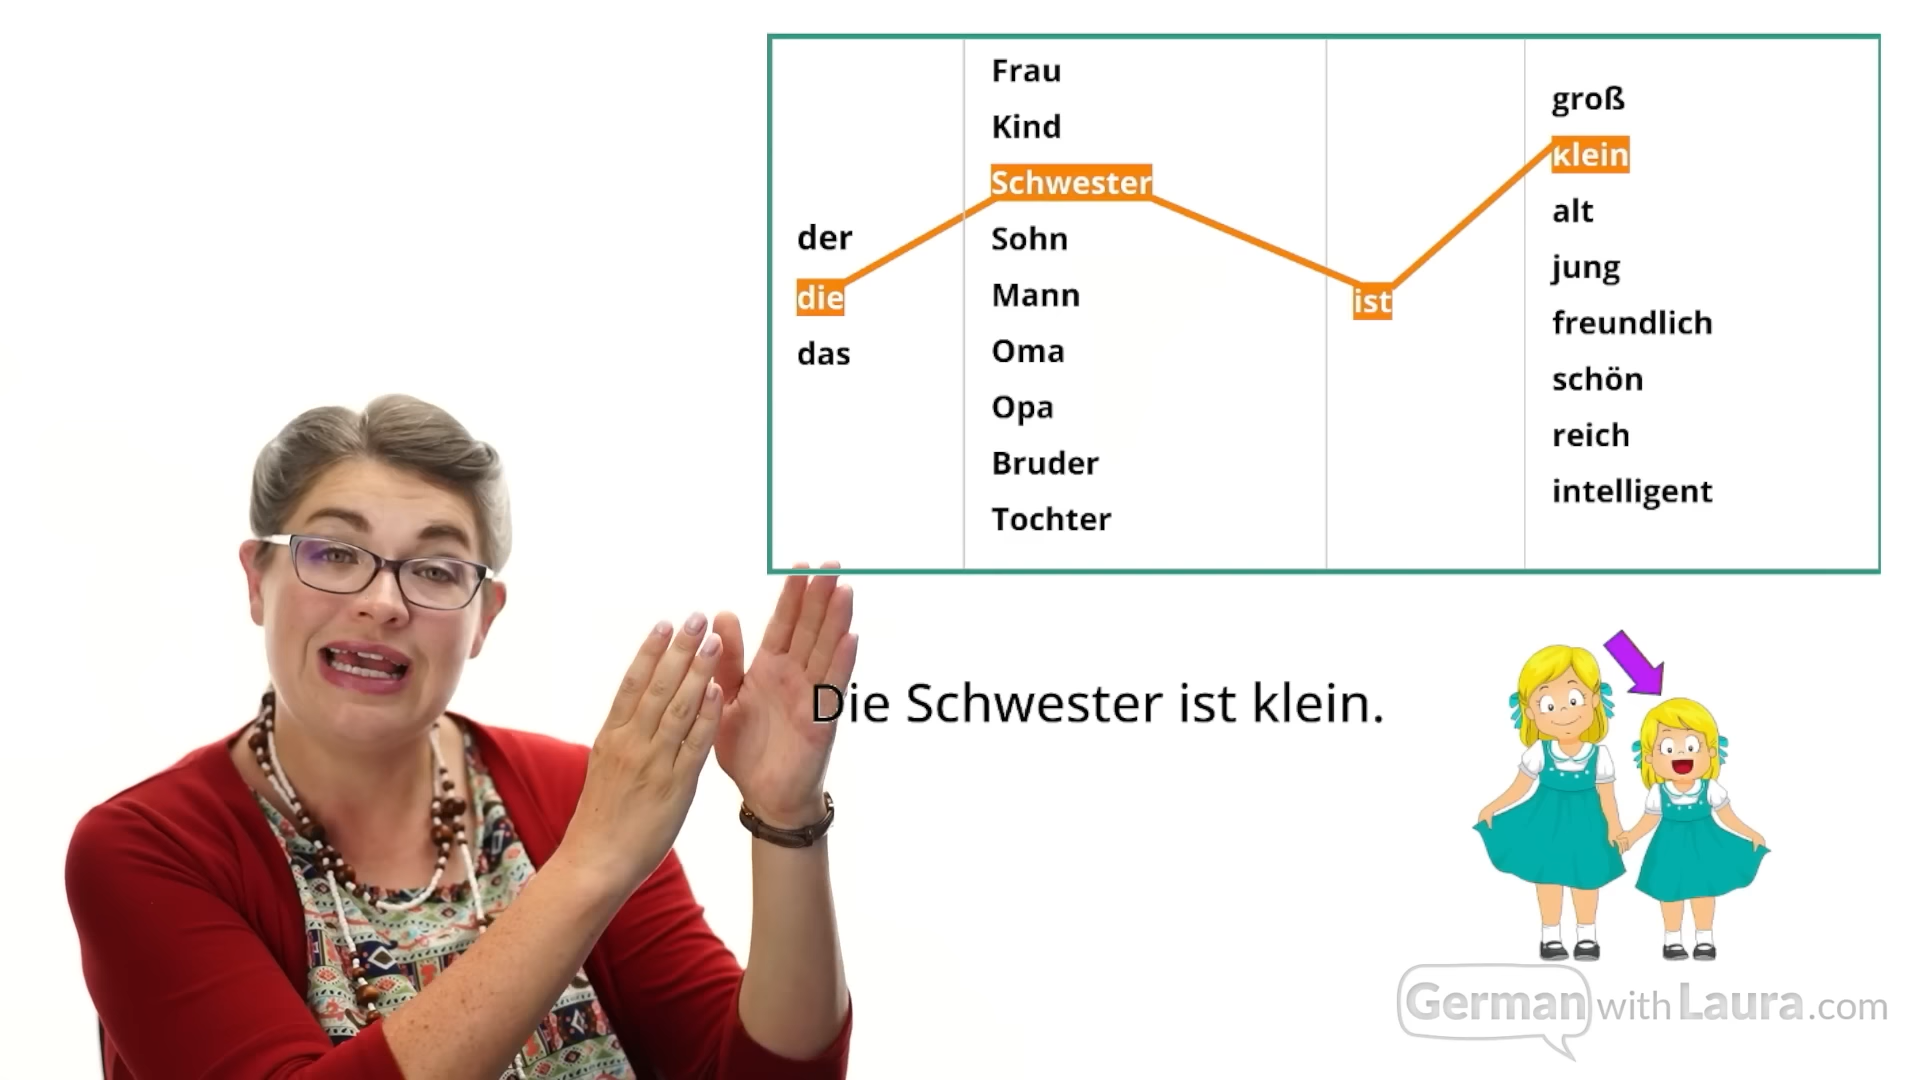 der
die
das
Frau
Kind
Schwester
Sohn
Mann
Oma
Opa
Bruder
Tochter
ist
groß
klein
alt
jung
freundlich
schön
reich
intelligent
Die Schwester ist klein.
German with Laura.com